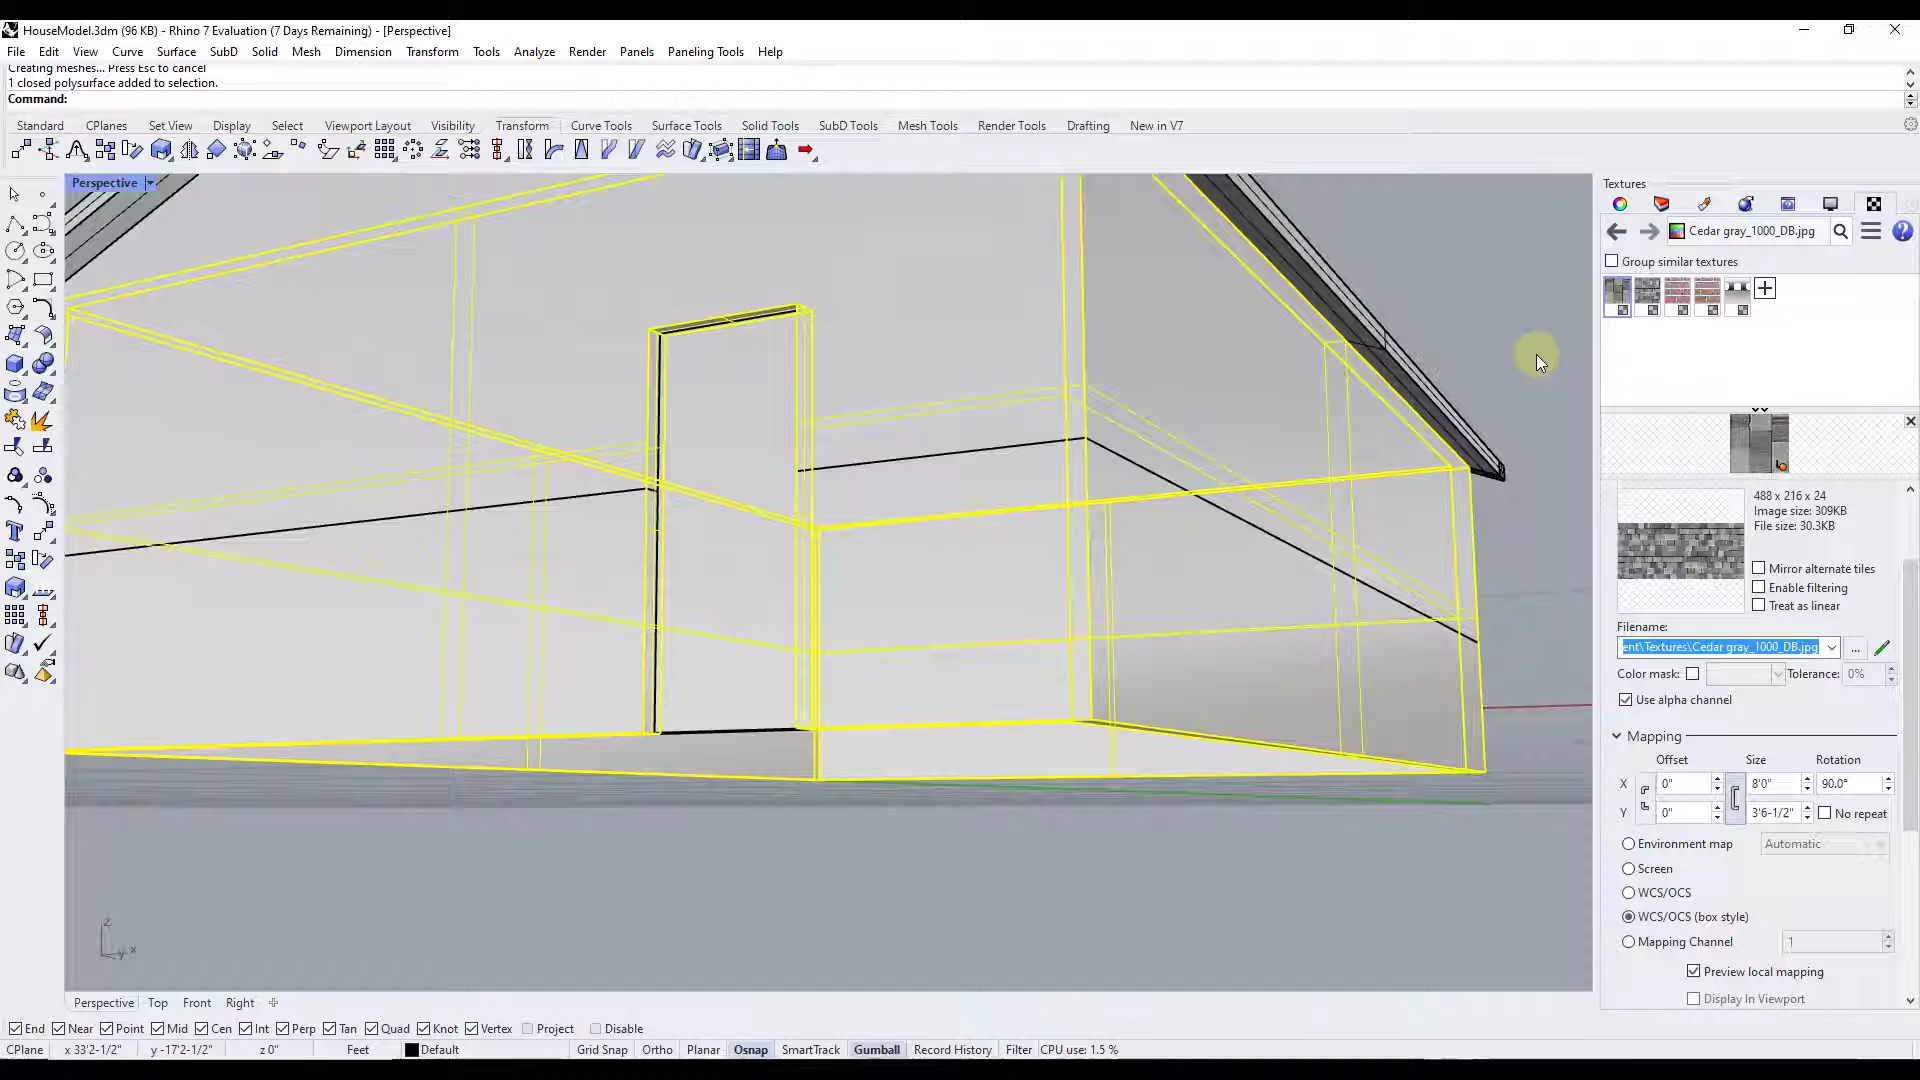 HouseModel.3dm (96 KB) - Rhino 7 Evaluation (7 Days Remaining) - [Perspective]
File Edit View Curve Surface Solid SubD Mesh Dimension Transform Tools Analyze Render Panels Paneling Tools Help
Creating meshes... Press Esc to cancel
1 closed polysurface added to selection.
Command:
Standard CPlanes Set View Display Select Viewport Layout Visibility Transform Curve Tools Surface Tools Solid Tools SubD Tools Mesh Tools Render Tools Drafting New in V7
Perspective
Textures
Cedar gray_1000_DB.jpg
Group similar textures
488 x 216 x 24
Image size: 309KB
File size: 30.3KB
Mirror alternate tiles
Enable filtering
Treat as linear
Filename:
ent\Textures\Cedar gray_1000_DB.jpg ...
Color mask: Tolerance: 0%
Use alpha channel
Mapping
Offset Size Rotation
X 0" 8'0" 90.0°
Y 0" 3'6-1/2" No repeat
Environment map Automatic
Screen
WCS/OCS
WCS/OCS (box style)
Mapping Channel 1
Preview local mapping
Display In Viewport
z
y x
Perspective Top Front Right
End Near Point Mid Cen Int Perp Tan Quad Knot Vertex Project Disable
CPlane x 33'2-1/2" y -17'2-1/2" z 0" Feet Default Grid Snap Ortho Planar Osnap SmartTrack Gumball Record History Filter CPU use: 1.5 %